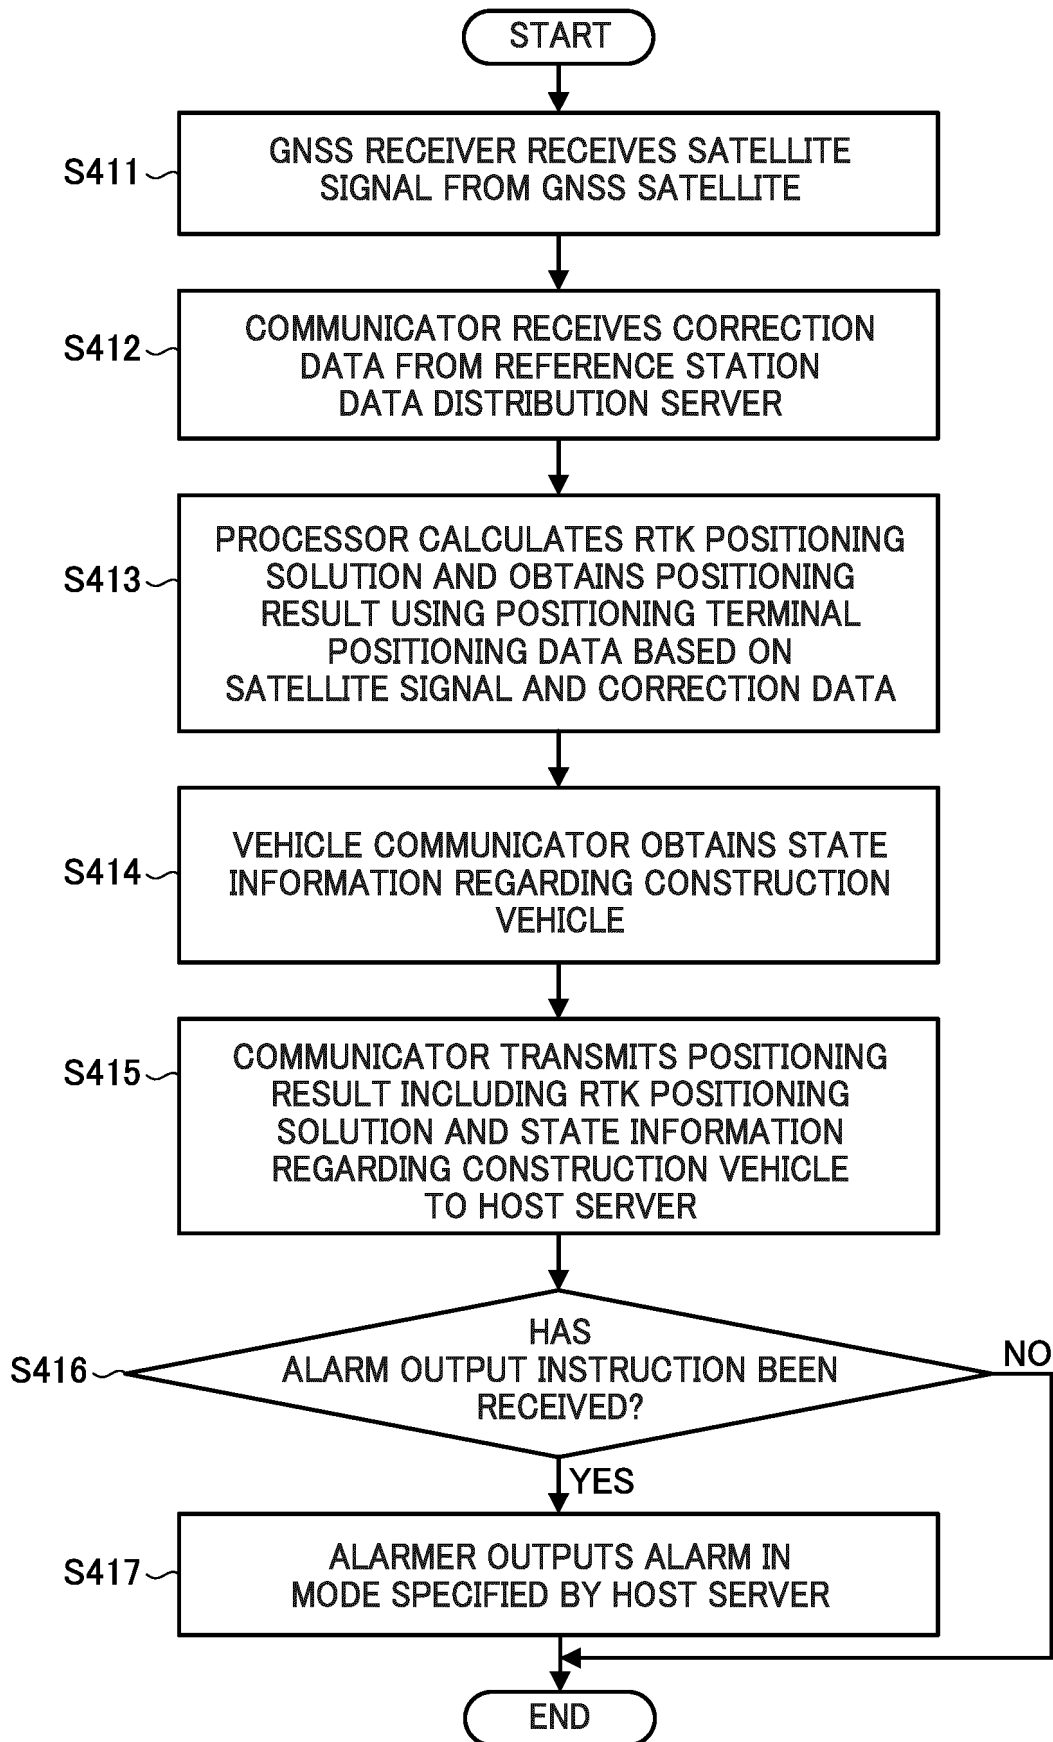 START
S411
GNSS RECEIVER RECEIVES SATELLITE
SIGNAL FROM GNSS SATELLITE
S412
COMMUNICATOR RECEIVES CORRECTION
DATA FROM REFERENCE STATION
DATA DISTRIBUTION SERVER
S413
PROCESSOR CALCULATES RTK POSITIONING
SOLUTION AND OBTAINS POSITIONING
RESULT USING POSITIONING TERMINAL
POSITIONING DATA BASED ON
SATELLITE SIGNAL AND CORRECTION DATA
S414
VEHICLE COMMUNICATOR OBTAINS STATE
INFORMATION REGARDING CONSTRUCTION
VEHICLE
S415
COMMUNICATOR TRANSMITS POSITIONING
RESULT INCLUDING RTK POSITIONING
SOLUTION AND STATE INFORMATION
REGARDING CONSTRUCTION VEHICLE
TO HOST SERVER
S416
HAS
ALARM OUTPUT INSTRUCTION BEEN
RECEIVED?
NO
YES
S417
ALARMER OUTPUTS ALARM IN
MODE SPECIFIED BY HOST SERVER
END